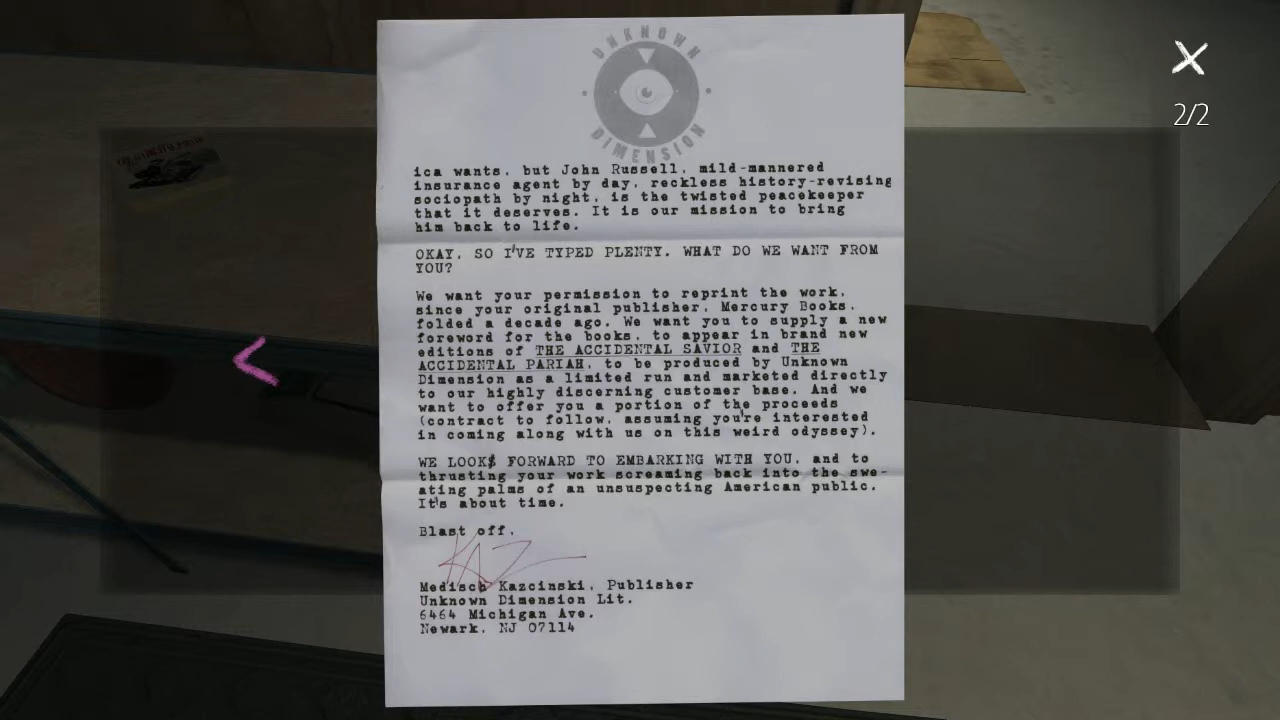 2/2
UNKNOWN
DIMENSION
ica wants, but John Russell, mild-mannered
insurance agent by day, reckless history-revising
sociopath by night, is the twisted peacekeeper
that it deserves. It is our mission to bring
him back to life.
OKAY, SO I'VE TYPED PLENTY. WHAT DO WE WANT FROM
YOU?
We want your permission to reprint the work,
since your original publisher, Mercury Books,
folded a decade ago. We want you to supply a new
foreword for the books, to appear in brand new
editions of THE ACCIDENTAL SAVIOR and THE
ACCIDENTAL PARIAH, to be produced by Unknown
Dimension as a limited run and marketed directly
to our highly discerning customer base. And we
want to offer you a portion of the proceeds
(contract to follow, assuming you're interested
in coming along with us on this weird odyssey).
WE LOOK FORWARD TO EMBARKING WITH YOU, and to
thrusting your work screaming back into the swe-
ating palms of an unsuspecting American public.
It's about time.
Blast off,
KAZ
Medisch Kazcinski, Publisher
Unknown Dimension Lit.
6464 Michigan Ave.
Newark, NJ 07114